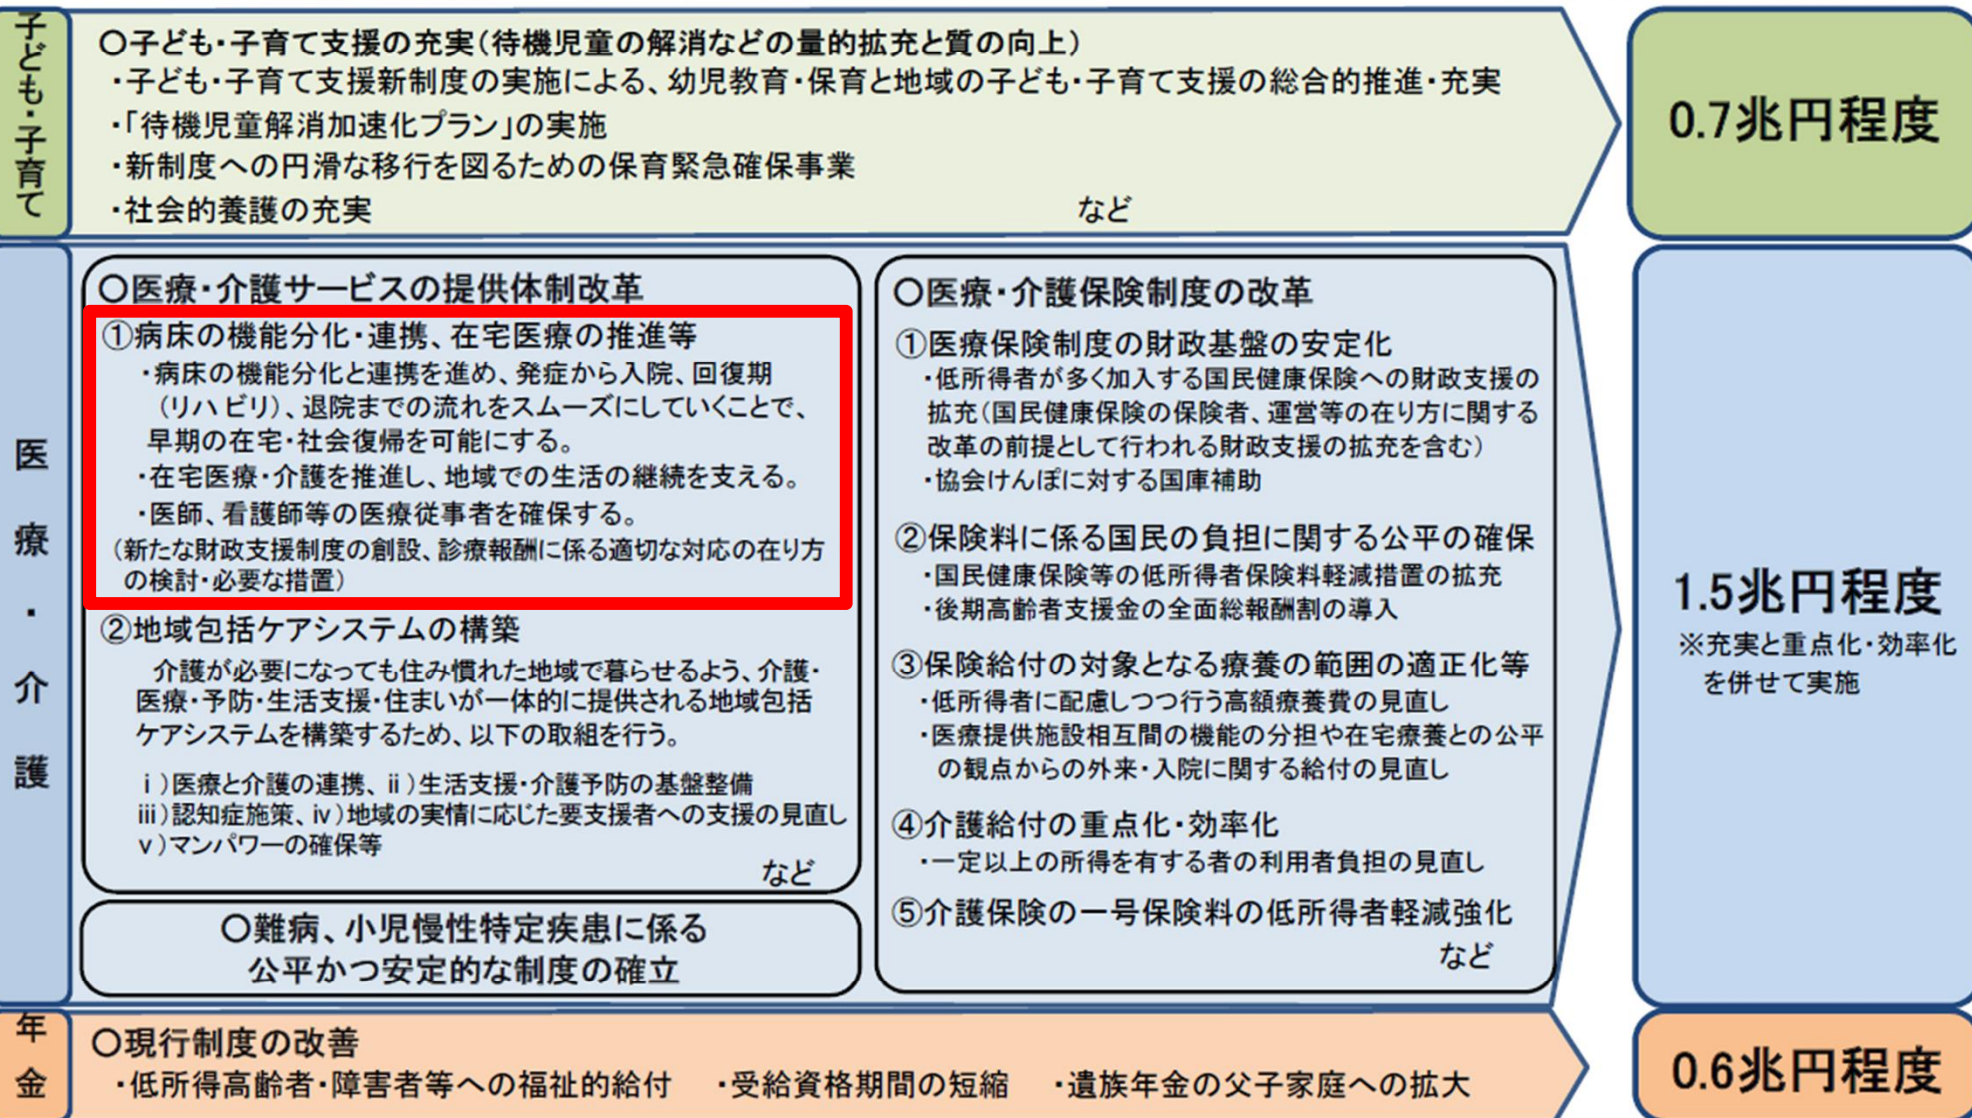 子ども・子育て
〇子ども・子育て支援の充実(待機児童の解消などの量的拡充と質の向上)
・子ども・子育て支援新制度の実施による、幼児教育・保育と地域の子ども・子育て支援の総合的推進・充実
・「待機児童解消加速化プラン」の実施
・新制度への円滑な移行を図るための保育緊急確保事業
・社会的養護の充実 など
0.7兆円程度
医療・介護
〇医療・介護サービスの提供体制改革
①病床の機能分化・連携、在宅医療の推進等
・病床の機能分化と連携を進め、発症から入院、回復期
(リハビリ)、退院までの流れをスムーズにしていくことで、
早期の在宅・社会復帰を可能にする。
・在宅医療・介護を推進し、地域での生活の継続を支える。
・医師、看護師等の医療従事者を確保する。
(新たな財政支援制度の創設、診療報酬に係る適切な対応の在り方
の検討・必要な措置)
②地域包括ケアシステムの構築
介護が必要になっても住み慣れた地域で暮らせるよう、介護・
医療・予防・生活支援・住まいが一体的に提供される地域包括
ケアシステムを構築するため、以下の取組を行う。
ⅰ)医療と介護の連携、ⅱ)生活支援・介護予防の基盤整備
ⅲ)認知症施策、ⅳ)地域の実情に応じた要支援者への支援の見直し
ⅴ)マンパワーの確保等
など
〇難病、小児慢性特定疾患に係る
公平かつ安定的な制度の確立
〇医療・介護保険制度の改革
①医療保険制度の財政基盤の安定化
・低所得者が多く加入する国民健康保険への財政支援の
拡充(国民健康保険の保険者、運営等の在り方に関する
改革の前提として行われる財政支援の拡充を含む)
・協会けんぽに対する国庫補助
②保険料に係る国民の負担に関する公平の確保
・国民健康保険等の低所得者保険料軽減措置の拡充
・後期高齢者支援金の全面総報酬割の導入
③保険給付の対象となる療養の範囲の適正化等
・低所得者に配慮しつつ行う高額療養費の見直し
・医療提供施設相互間の機能の分担や在宅療養との公平
の観点からの外来・入院に関する給付の見直し
④介護給付の重点化・効率化
・一定以上の所得を有する者の利用者負担の見直し
⑤介護保険の一号保険料の低所得者軽減強化
など
1.5兆円程度
※充実と重点化・効率化
を併せて実施
年金
〇現行制度の改善
・低所得高齢者・障害者等への福祉的給付 ・受給資格期間の短縮 ・遺族年金の父子家庭への拡大
0.6兆円程度